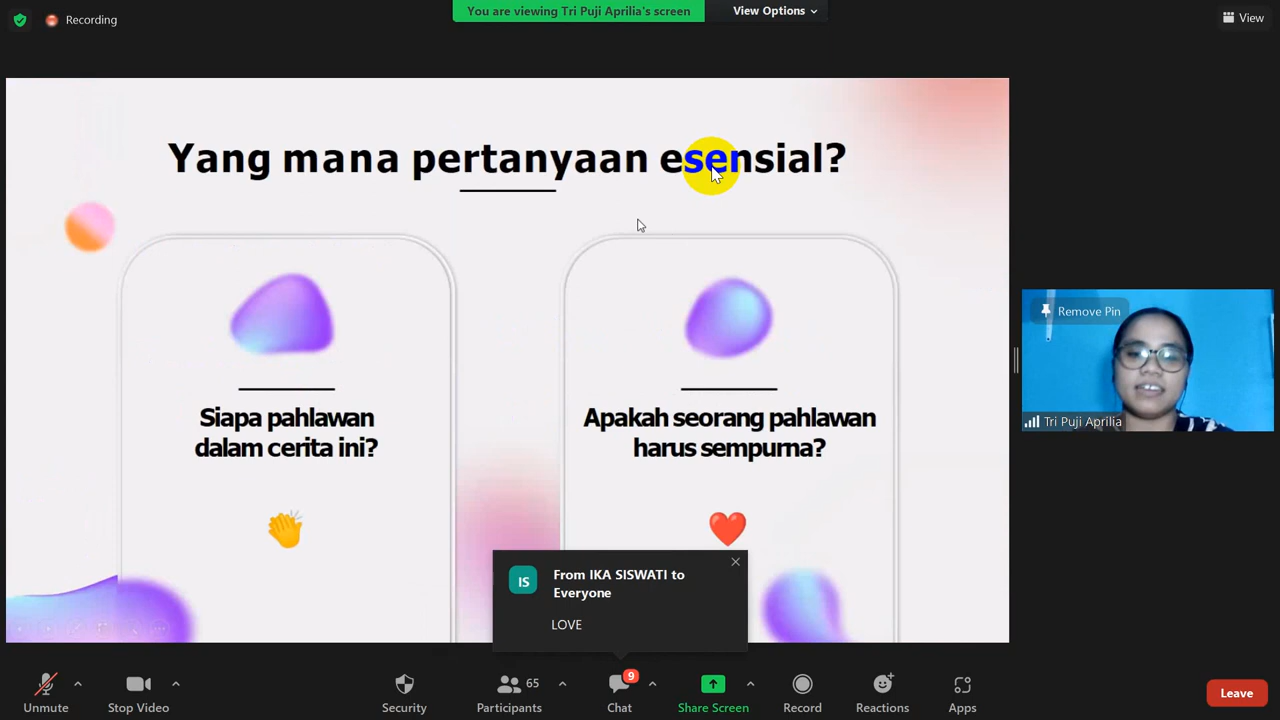 Recording
You are viewing Tri Puji Aprilia's screen
View Options
View
Yang mana pertanyaan esensial?
Siapa pahlawan
dalam cerita ini?
Apakah seorang pahlawan
harus sempurna?
Remove Pin
Tri Puji Aprilia
IS
From IKA SISWATI to
Everyone
LOVE
Unmute
Stop Video
Security
65
Participants
9
Chat
Share Screen
Record
Reactions
Apps
Leave